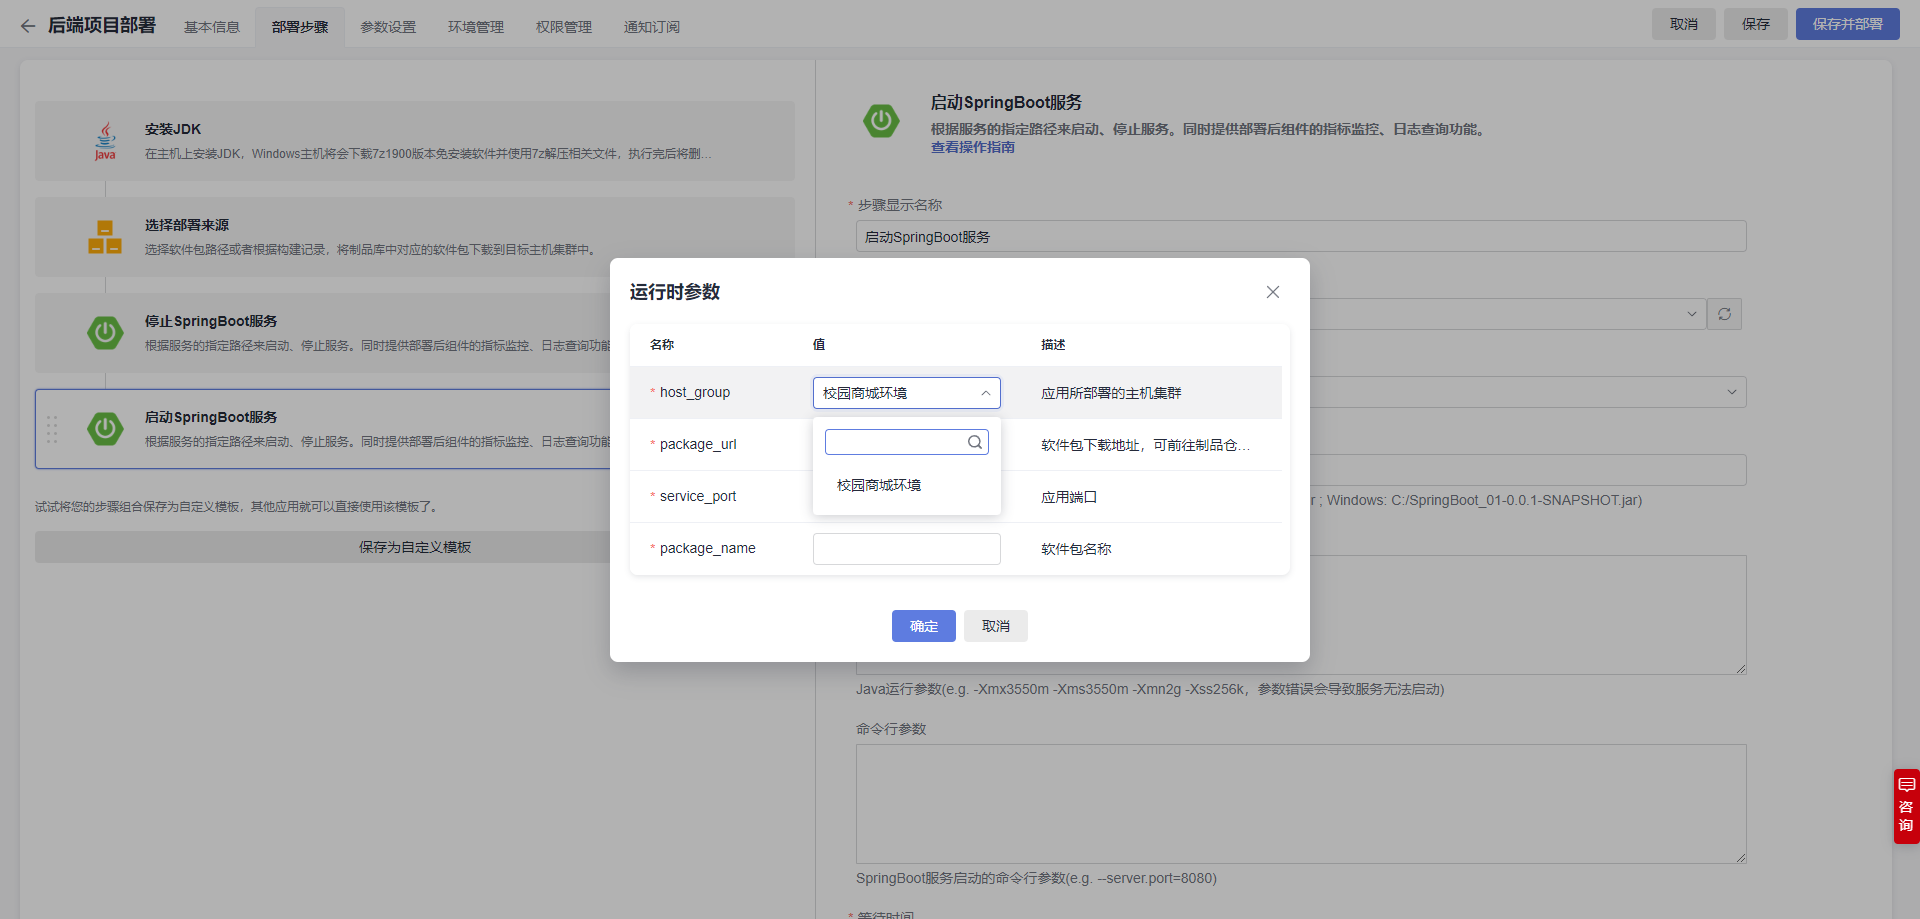 后端项目部署
基本信息
部署步骤
参数设置
环境管理
权限管理
通知订阅
取消
保存
保存并部署
Java
安装JDK
在主机上安装JDK，Windows主机将会下载7z1900版本免安装软件并使用7z解压相关文件，执行完后将删...
选择部署来源
选择软件包路径或者根据构建记录，将制品库中对应的软件包下载到目标主机集群中。
停止SpringBoot服务
根据服务的指定路径来启动、停止服务。同时提供部署后组件的指标监控、日志查询功能
启动SpringBoot服务
根据服务的指定路径来启动、停止服务。同时提供部署后组件的指标监控、日志查询功能
试试将您的步骤组合保存为自定义模板，其他应用就可以直接使用该模板了。
保存为自定义模板
启动SpringBoot服务
根据服务的指定路径来启动、停止服务。同时提供部署后组件的指标监控、日志查询功能。
查看操作指南
* 步骤显示名称
启动SpringBoot服务
r ; Windows: C:/SpringBoot_01-0.0.1-SNAPSHOT.jar)
Java运行参数(e.g. -Xmx3550m -Xms3550m -Xmn2g -Xss256k，参数错误会导致服务无法启动)
命令行参数
SpringBoot服务启动的命令行参数(e.g. --server.port=8080)
* 等待时间
运行时参数
名称 值 描述
* host_group 校园商城环境 应用所部署的主机集群
* package_url 软件包下载地址，可前往制品仓...
校园商城环境
* service_port 应用端口
* package_name 软件包名称
确定
取消
咨询